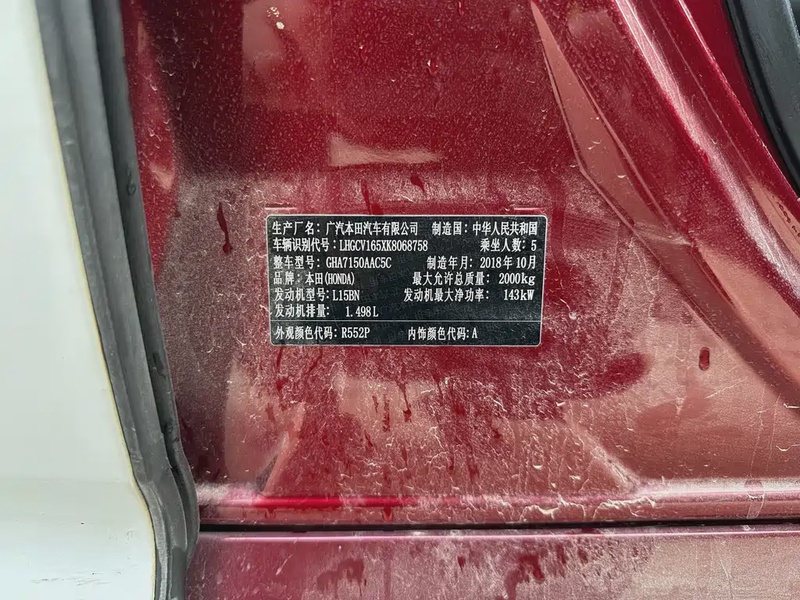 生产厂名：广汽本田汽车有限公司 制造国：中华人民共和国
车辆识别代号：LHGCV165XK8068758 乘坐人数：5
整车型号：GHA7150AAC5C 制造年月：2018年10月
品牌：本田(HONDA) 最大允许总质量：2000kg
发动机型号：L15BN 发动机最大净功率：143kW
发动机排量：1.498L
外观颜色代码：R552P 内饰颜色代码：A